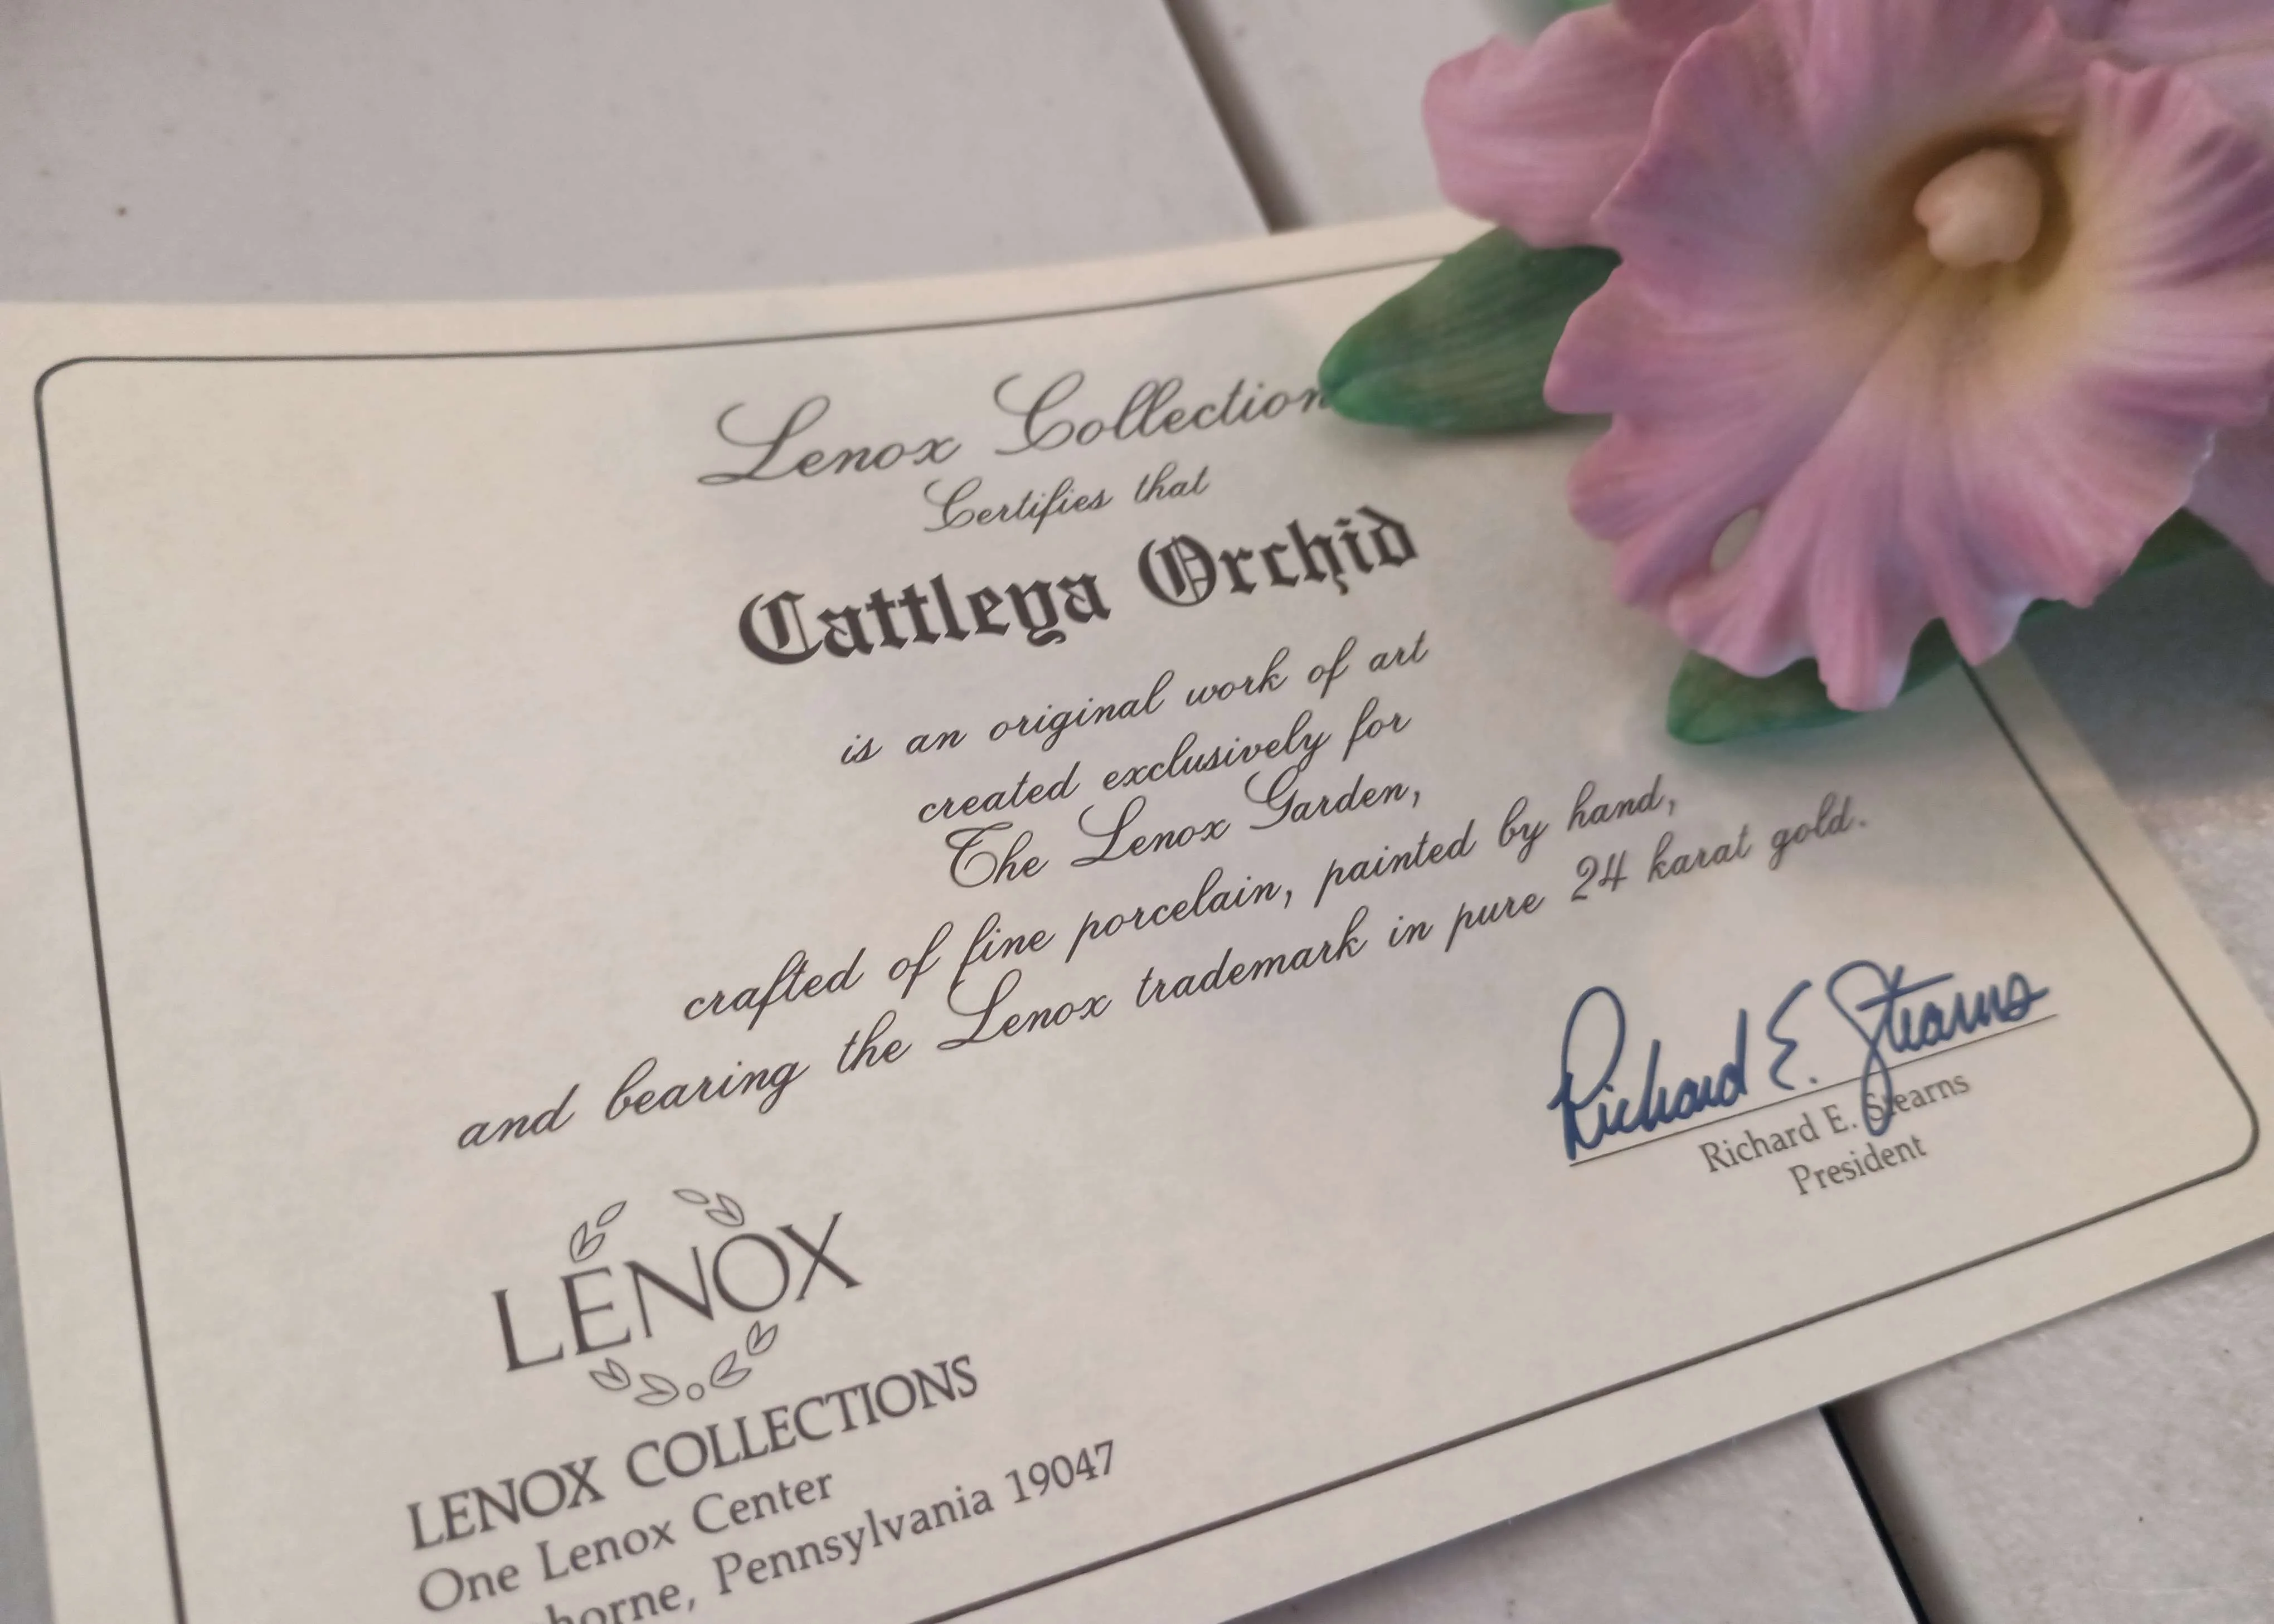 Lenox Collection
Certifies that
Cattleya Orchid
is an original work of art
created exclusively for
The Lenox Garden,
crafted of fine porcelain, painted by hand,
and bearing the Lenox trademark in pure 24 karat gold.
Richard E. Stearns
Richard E. Stearns
President
LENOX
LENOX COLLECTIONS
One Lenox Center
horne, Pennsylvania 19047